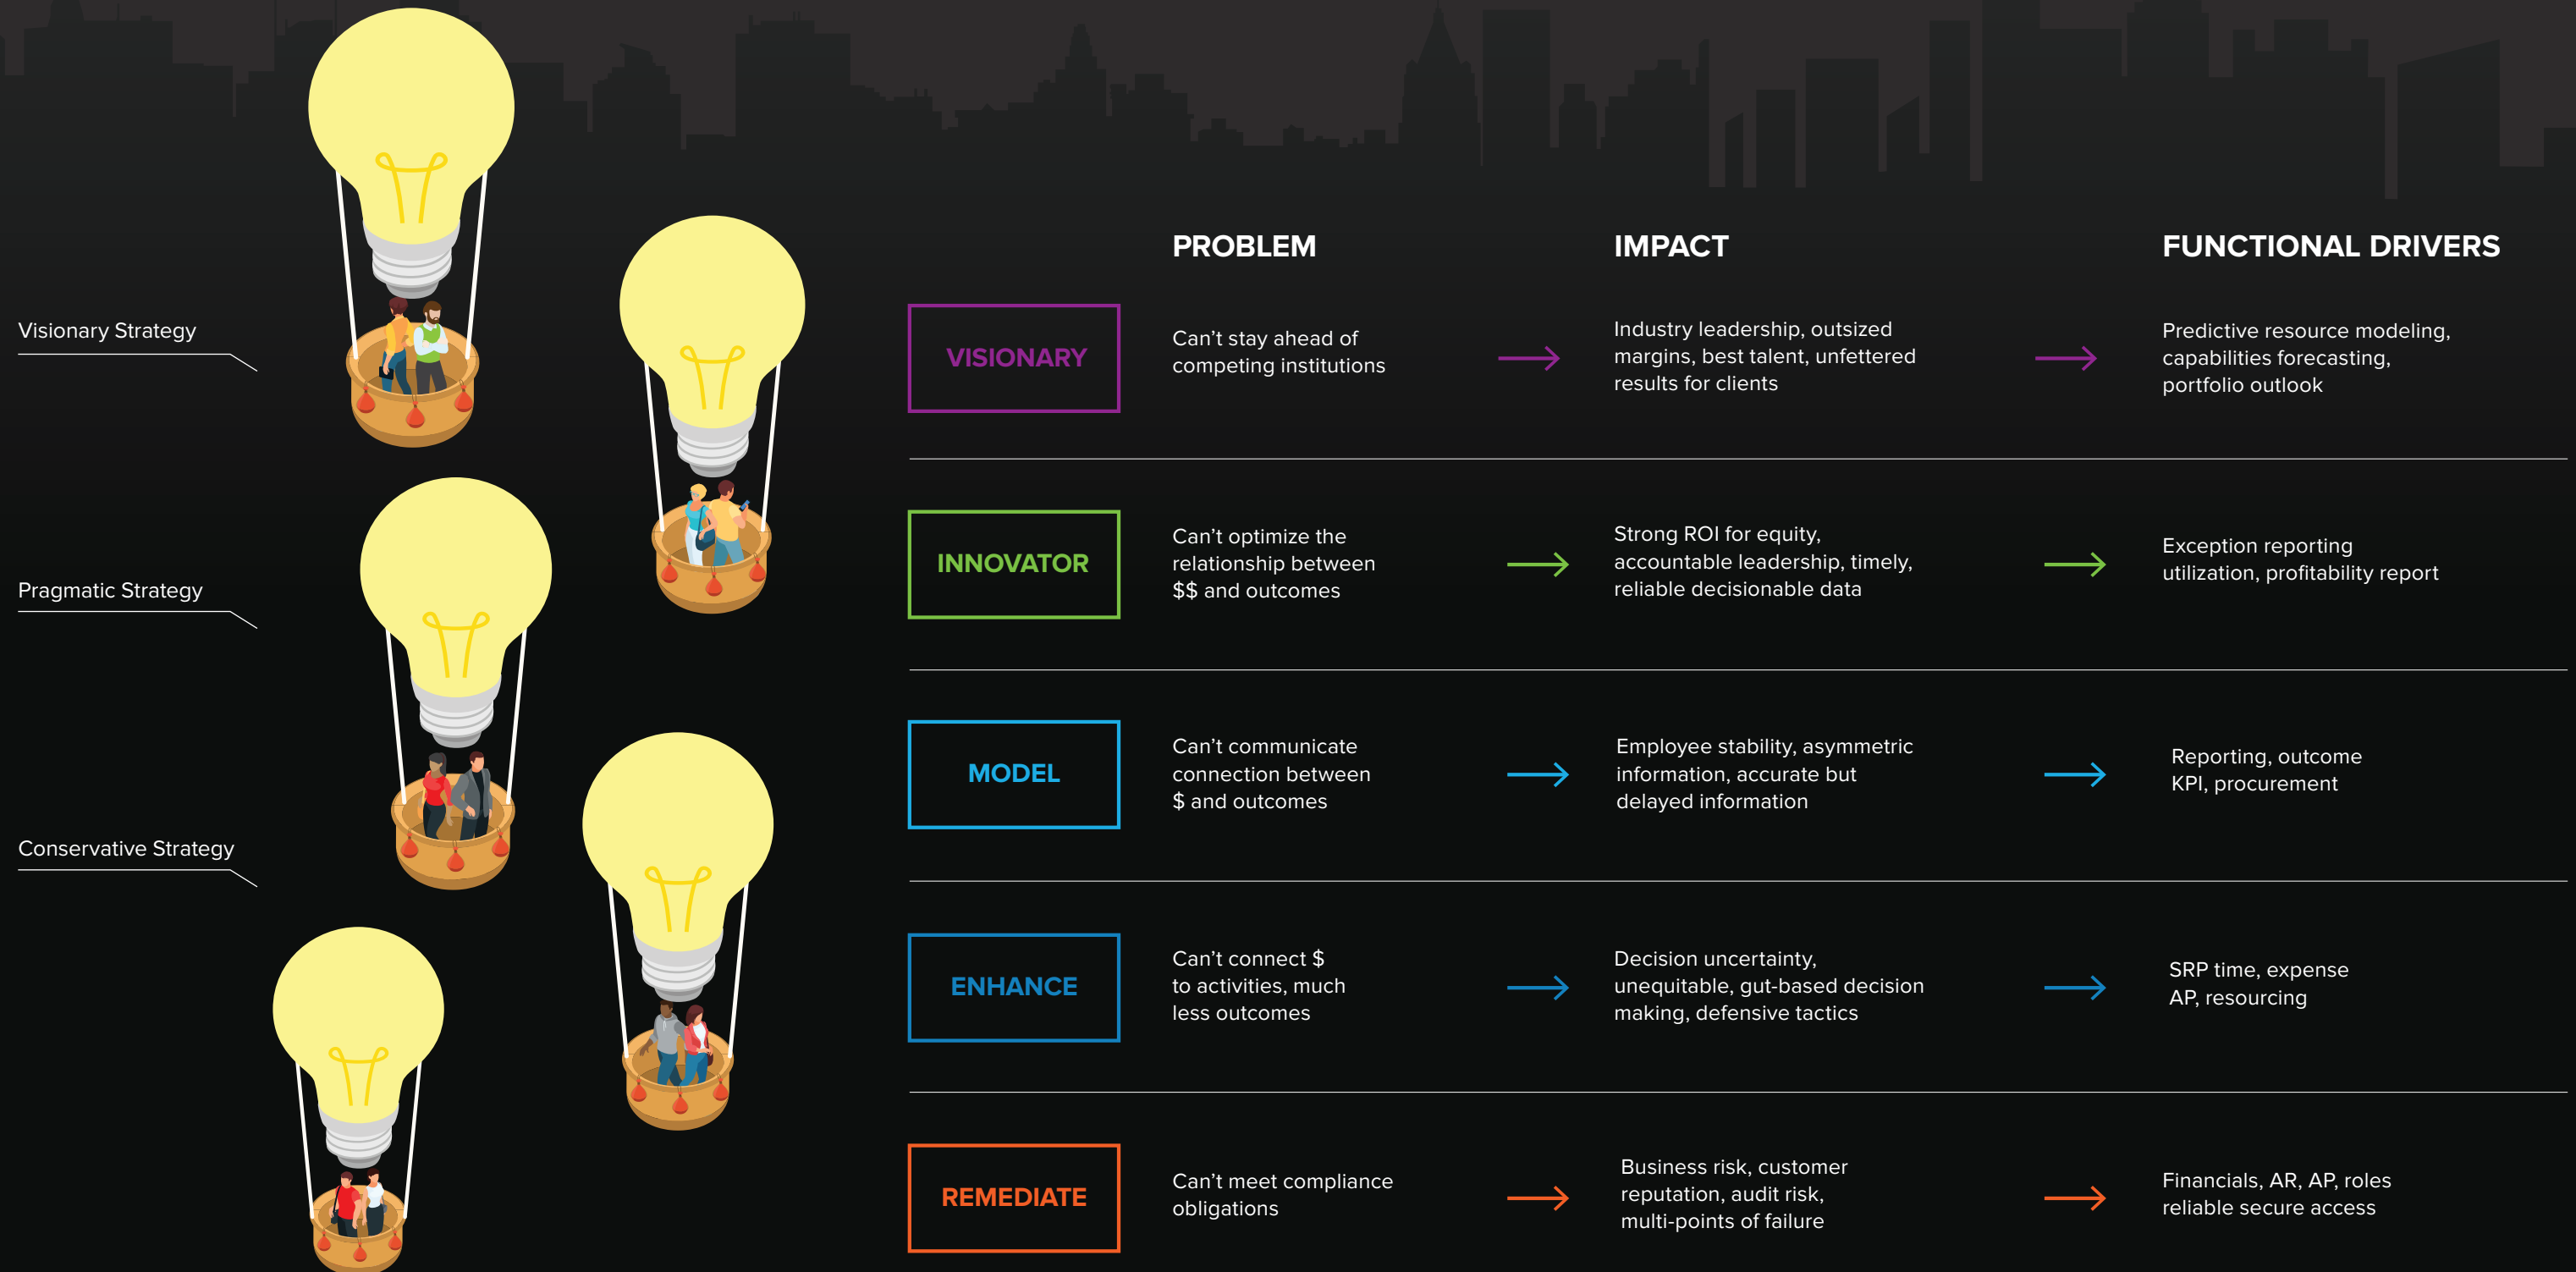 Visionary Strategy
Pragmatic Strategy
Conservative Strategy
PROBLEM
IMPACT
FUNCTIONAL DRIVERS
VISIONARY
Can’t stay ahead of
competing institutions
Industry leadership, outsized
margins, best talent, unfettered
results for clients
Predictive resource modeling,
capabilities forecasting,
portfolio outlook
INNOVATOR
Can’t optimize the
relationship between
$$ and outcomes
Strong ROI for equity,
accountable leadership, timely,
reliable decisionable data
Exception reporting
utilization, profitability report
MODEL
Can’t communicate
connection between
$ and outcomes
Employee stability, asymmetric
information, accurate but
delayed information
Reporting, outcome
KPI, procurement
ENHANCE
Can’t connect $
to activities, much
less outcomes
Decision uncertainty,
unequitable, gut-based decision
making, defensive tactics
SRP time, expense
AP, resourcing
REMEDIATE
Can’t meet compliance
obligations
Business risk, customer
reputation, audit risk,
multi-points of failure
Financials, AR, AP, roles
reliable secure access